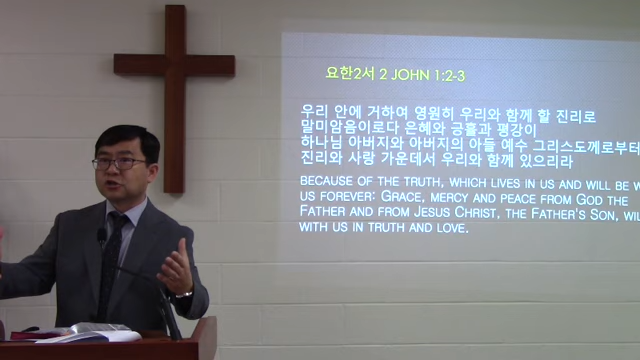 요한2서 2 JOHN 1:2-3
우리 안에 거하여 영원히 우리와 함께 할 진리로
말미암음이로다 은혜와 긍휼과 평강이
하나님 아버지와 아버지의 아들 예수 그리스도께로부터
진리와 사랑 가운데서 우리와 함께 있으리라
BECAUSE OF THE TRUTH, WHICH LIVES IN US AND WILL BE
US FOREVER: GRACE, MERCY AND PEACE FROM GOD THE
FATHER AND FROM JESUS CHRIST, THE FATHER'S SON,
WITH US IN TRUTH AND LOVE.